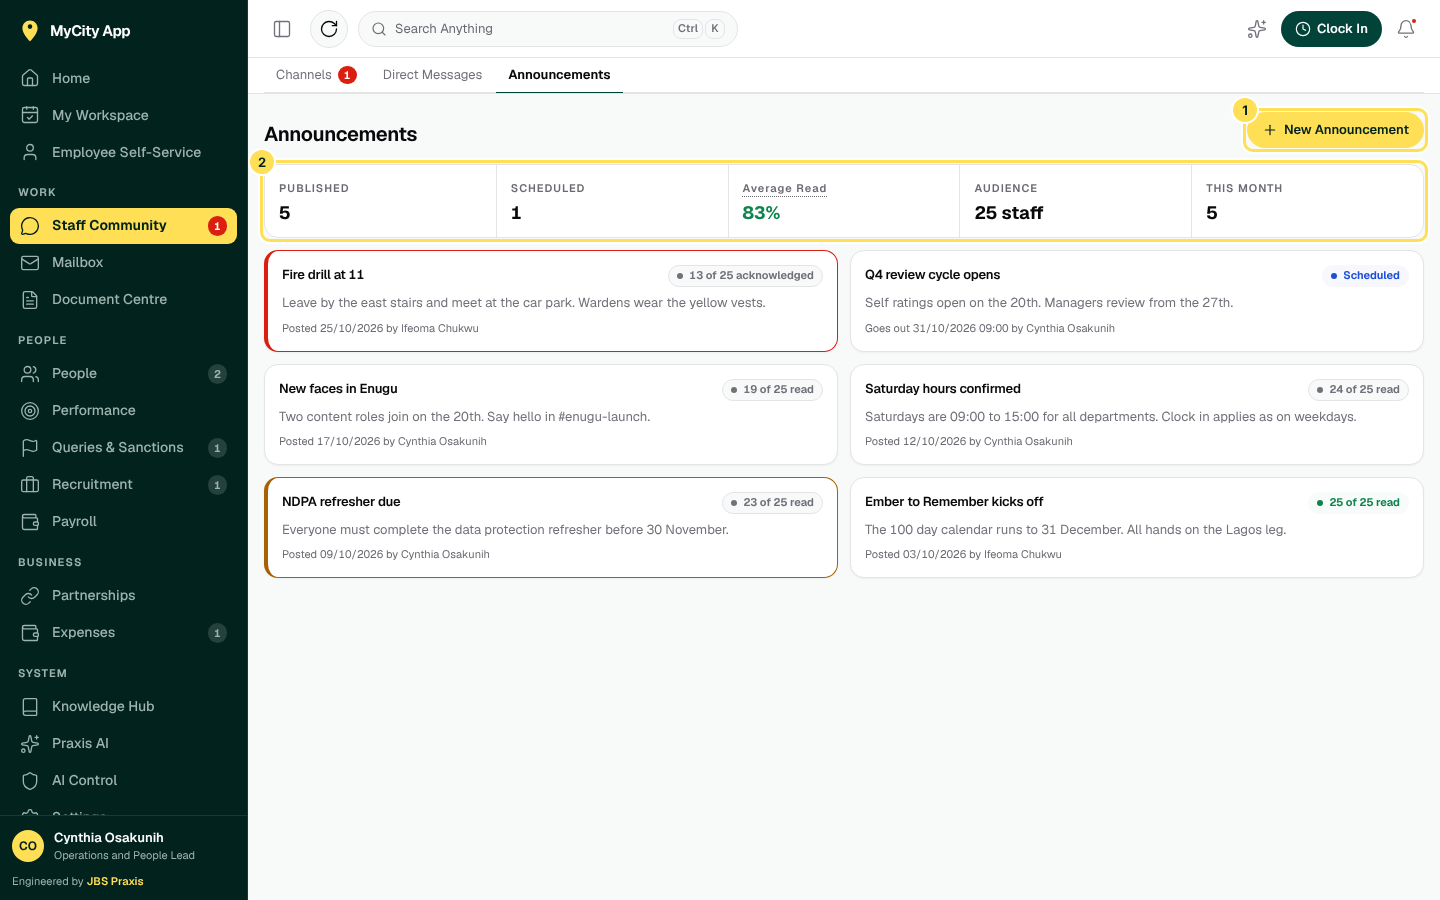 MyCity App
Home
My Workspace
Employee Self-Service
WORK
Staff Community 1
Mailbox
Document Centre
PEOPLE
People 2
Performance
Queries & Sanctions 1
Recruitment 1
Payroll
BUSINESS
Partnerships
Expenses 1
SYSTEM
Knowledge Hub
Praxis AI
AI Control
Settings
CO
Cynthia Osakunih
Operations and People Lead
Engineered by JBS Praxis
Search Anything Ctrl K
Clock In
Channels 1 Direct Messages Announcements
Announcements
1
New Announcement
2
PUBLISHED
5
SCHEDULED
1
Average Read
83%
AUDIENCE
25 staff
THIS MONTH
5
Fire drill at 11
13 of 25 acknowledged
Leave by the east stairs and meet at the car park. Wardens wear the yellow vests.
Posted 25/10/2026 by Ifeoma Chukwu
Q4 review cycle opens
Scheduled
Self ratings open on the 20th. Managers review from the 27th.
Goes out 31/10/2026 09:00 by Cynthia Osakunih
New faces in Enugu
19 of 25 read
Two content roles join on the 20th. Say hello in #enugu-launch.
Posted 17/10/2026 by Cynthia Osakunih
Saturday hours confirmed
24 of 25 read
Saturdays are 09:00 to 15:00 for all departments. Clock in applies as on weekdays.
Posted 12/10/2026 by Cynthia Osakunih
NDPA refresher due
23 of 25 read
Everyone must complete the data protection refresher before 30 November.
Posted 09/10/2026 by Cynthia Osakunih
Ember to Remember kicks off
25 of 25 read
The 100 day calendar runs to 31 December. All hands on the Lagos leg.
Posted 03/10/2026 by Ifeoma Chukwu